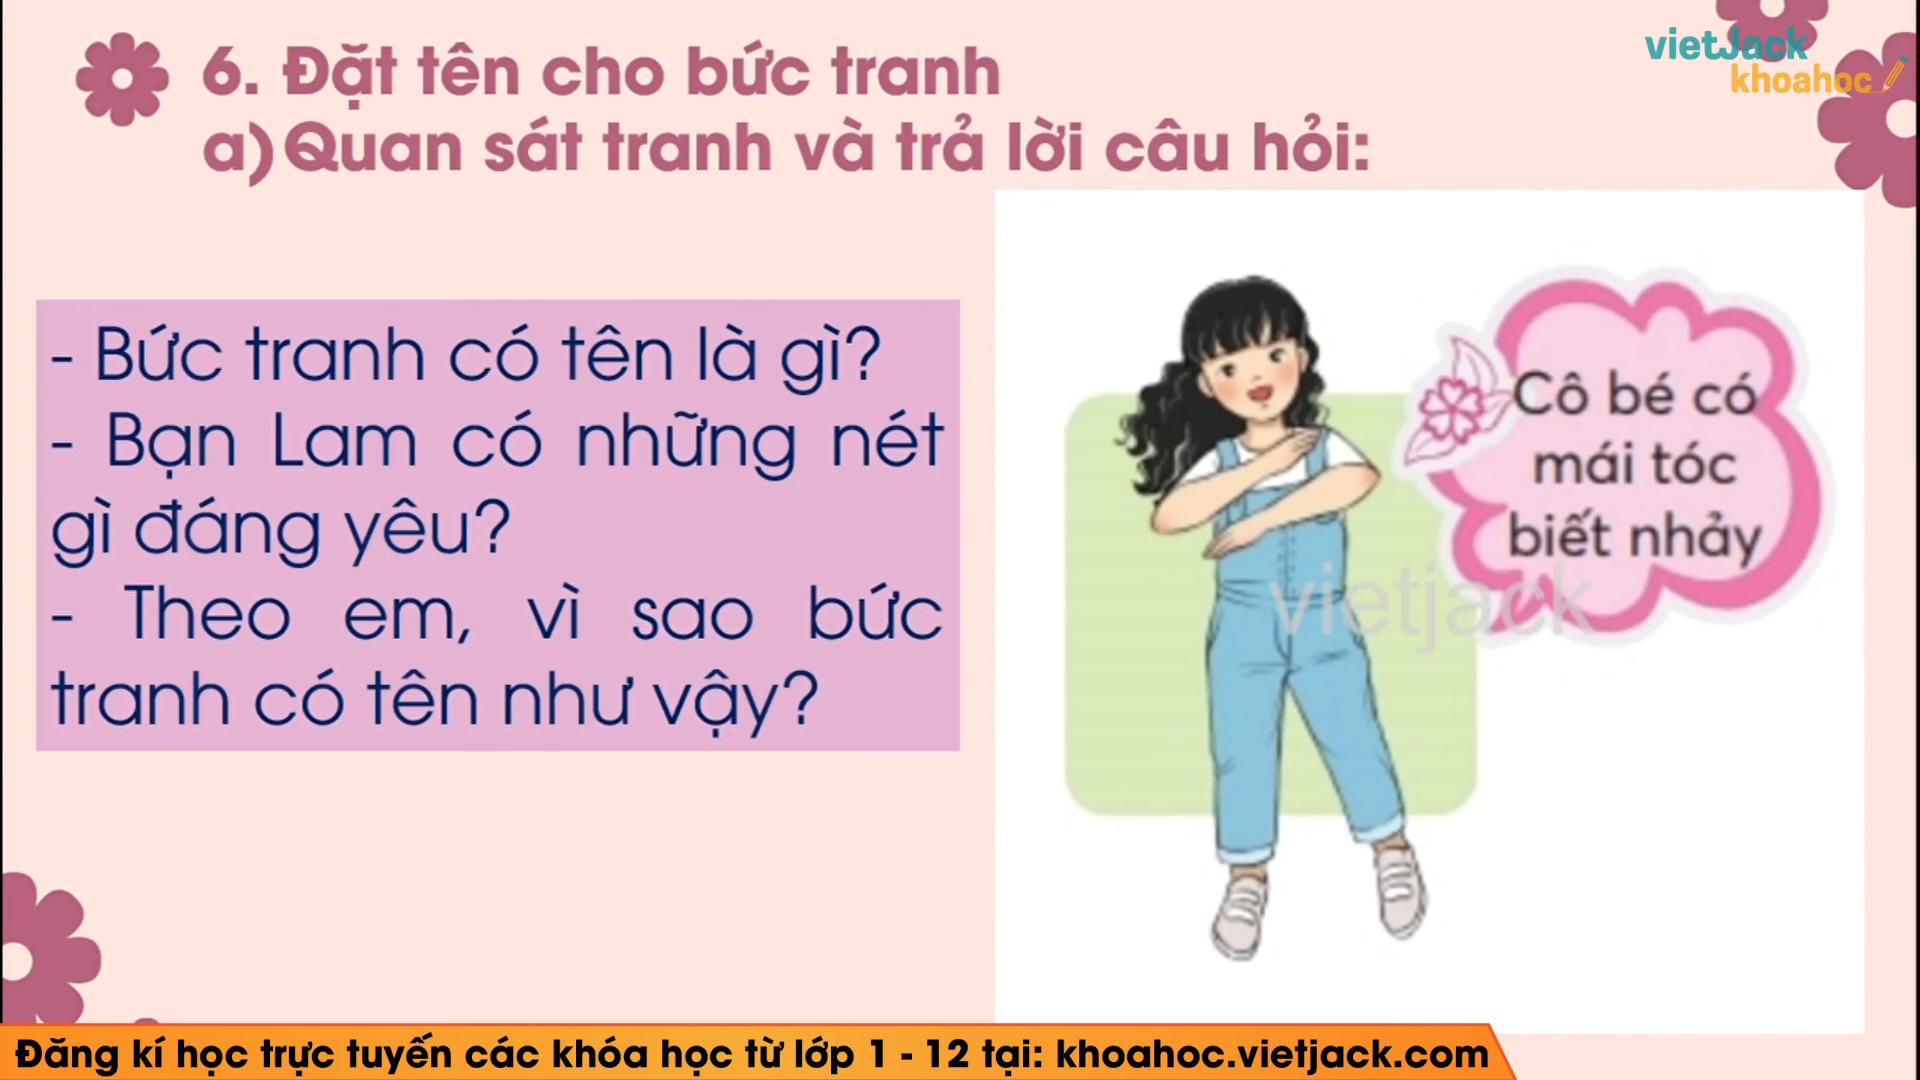 vietJack
khoahoc
6. Đặt tên cho bức tranh
a) Quan sát tranh và trả lời câu hỏi:
- Bức tranh có tên là gì?
- Bạn Lam có những nét
gì đáng yêu?
- Theo em, vì sao bức
tranh có tên như vậy?
Cô bé có
mái tóc
biết nhảy
vietjack
Đăng kí học trực tuyến các khóa học từ lớp 1 - 12 tại: khoahoc.vietjack.com